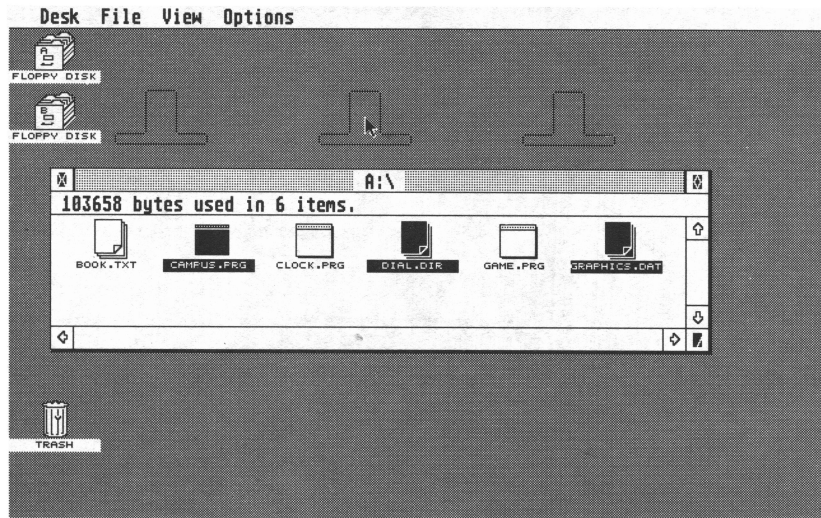 Desk File View Options
A
FLOPPY DISK
B
FLOPPY DISK
A:\
103658 bytes used in 6 items.
BOOK.TXT CAMPUS.PRG CLOCK.PRG DIAL.DIR GAME.PRG GRAPHICS.DAT
TRASH